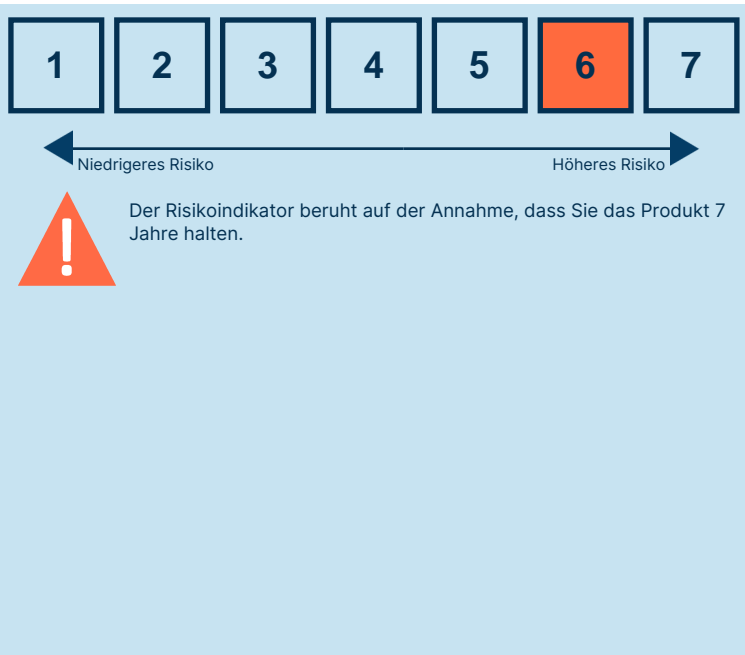 1 2 3 4 5 6 7
Niedrigeres Risiko Höheres Risiko
Der Risikoindikator beruht auf der Annahme, dass Sie das Produkt 7
Jahre halten.